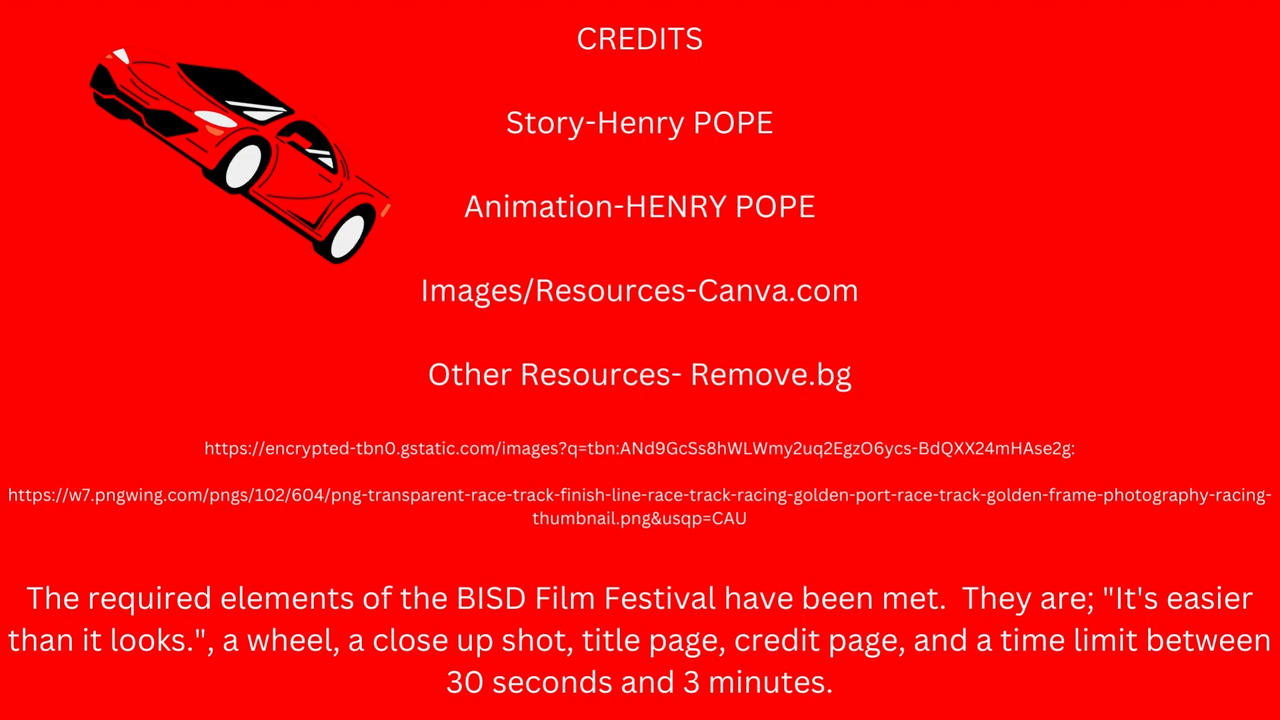 CREDITS
Story-Henry POPE
Animation-HENRY POPE
Images/Resources-Canva.com
Other Resources- Remove.bg
https://encrypted-tbn0.gstatic.com/images?q=tbn:ANd9GcSs8hWLWmy2uq2EgzO6ycs-BdQXX24mHAse2g:
https://w7.pngwing.com/pngs/102/604/png-transparent-race-track-finish-line-race-track-racing-golden-port-race-track-golden-frame-photography-racing-
thumbnail.png&usqp=CAU
The required elements of the BISD Film Festival have been met.  They are; "It's easier
than it looks.", a wheel, a close up shot, title page, credit page, and a time limit between
30 seconds and 3 minutes.